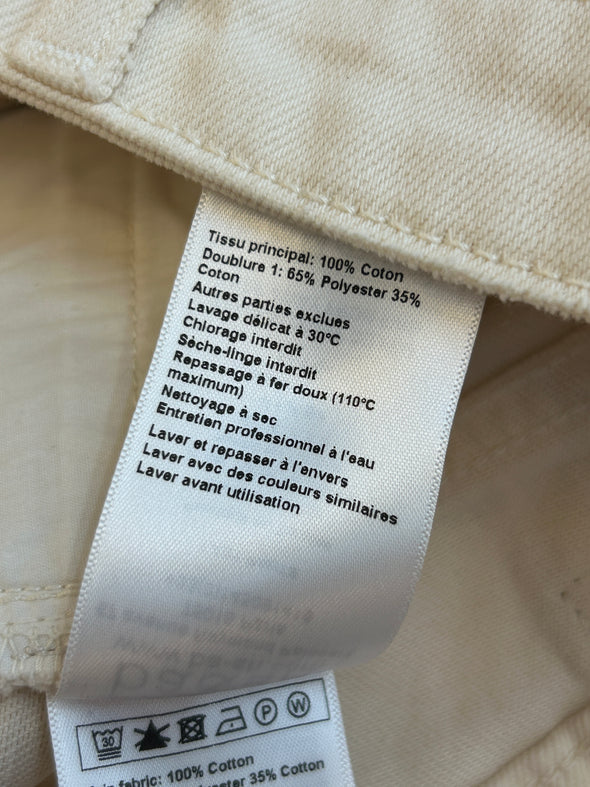 Tissu principal: 100% Coton
Doublure 1: 65% Polyester 35%
Coton
Autres parties exclues
Lavage délicat à 30°C
Chlorage interdit
Sèche-linge interdit
Repassage à fer doux (110°C
maximum)
Nettoyage à sec
Entretien professionnel à l'eau
Laver et repasser à l'envers
Laver avec des couleurs similaires
Laver avant utilisation
30 P W
fabric: 100% Cotton
35% Cotton